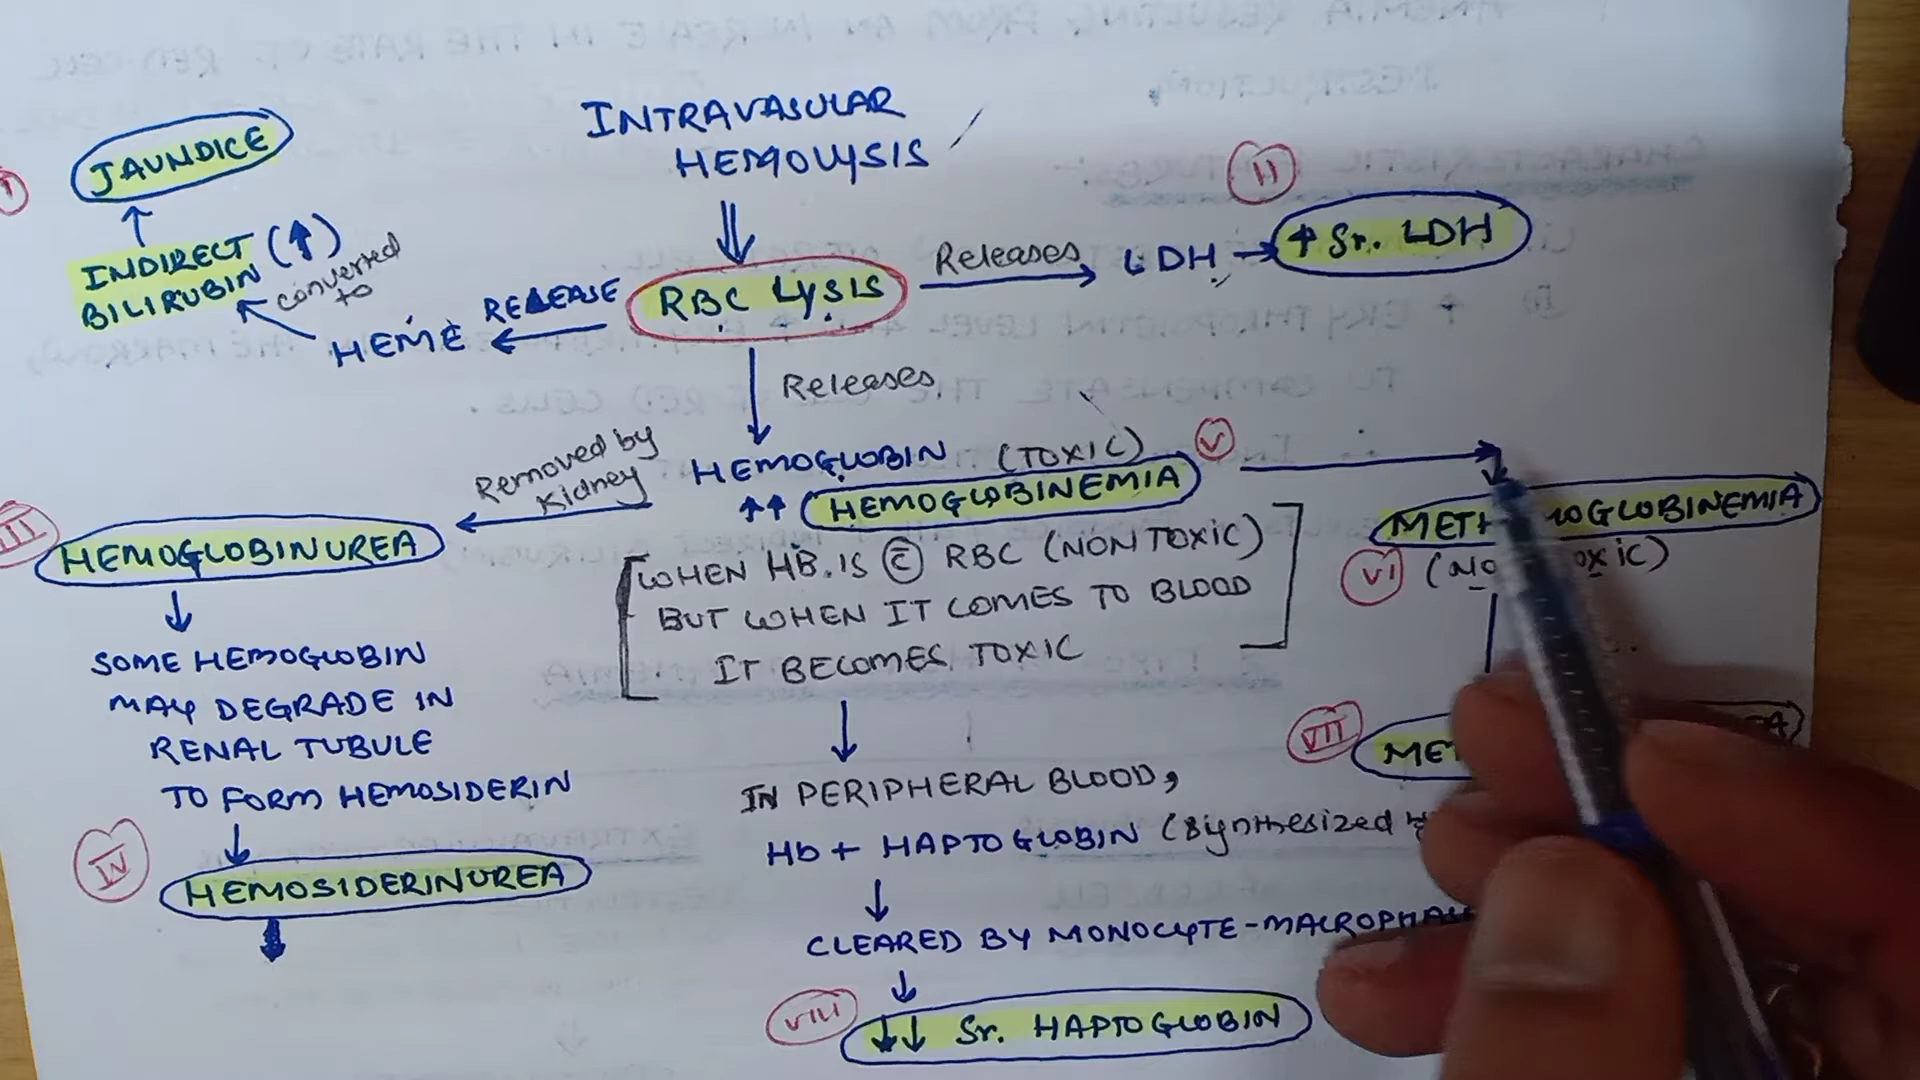 INTRAVASULAR
HEMOLYSIS
I
JAUNDICE
INDIRECT (↑)
BILIRUBIN
converted
to
HEME
RELEASE
RBC LYSIS
Releases
LDH → ↑ Sr. LDH
II
Releases
HEMOGLOBIN (TOXIC)
V
↑↑ HEMOGLOBINEMIA
Removed by
Kidney
III
HEMOGLOBINUREA
SOME HEMOGLOBIN
MAY DEGRADE IN
RENAL TUBULE
TO FORM HEMOSIDERIN
IV
HEMOSIDERINUREA
[WHEN HB. IS C̄ RBC (NON TOXIC)
BUT WHEN IT COMES TO BLOOD
IT BECOMES TOXIC]
IN PERIPHERAL BLOOD,
Hb + HAPTOGLOBIN (Synthesized
CLEARED BY MONOCYTE-MACROPHAGE
VIII
↓↓ Sr. HAPTOGLOBIN
VI
VII